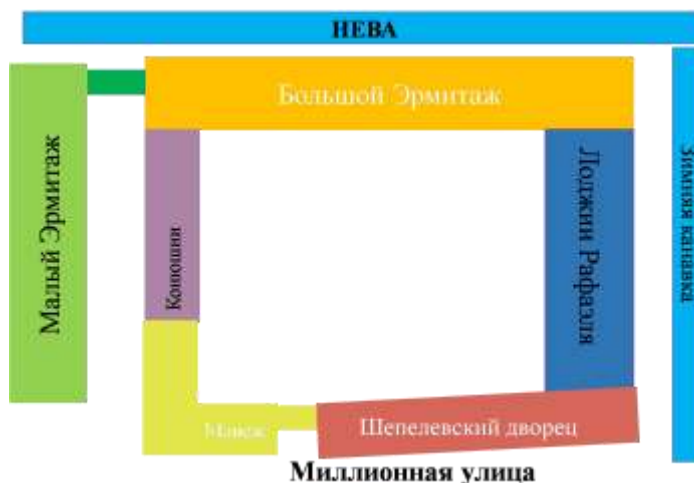 НЕВА
Большой Эрмитаж
Малый Эрмитаж
Конюшни
Лоджии Рафаэля
Зимняя канавка
Манеж
Шепелевский дворец
Миллионная улица